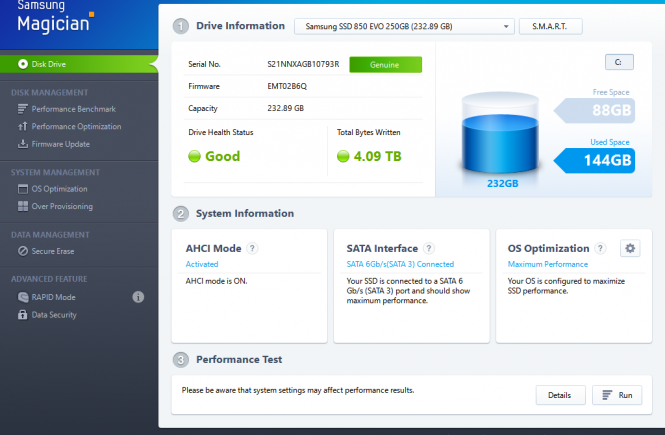 Samsung
Magician
Disk Drive
DISK MANAGEMENT
Performance Benchmark
Performance Optimization
Firmware Update
SYSTEM MANAGEMENT
OS Optimization
Over Provisioning
DATA MANAGEMENT
Secure Erase
ADVANCED FEATURE
RAPID Mode
i
Data Security
1 Drive Information
Samsung SSD 850 EVO 250GB (232.89 GB)
S.M.A.R.T.
Serial No. S21NNXAGB10793R Genuine
Firmware EMT02B6Q
Capacity 232.89 GB
Drive Health Status
Good
Total Bytes Written
4.09 TB
C:
Free Space
88GB
Used Space
144GB
232GB
2 System Information
AHCI Mode ?
Activated
AHCI mode is ON.
SATA Interface ?
SATA 6Gb/s(SATA 3) Connected
Your SSD is connected to a SATA 6
Gb/s (SATA 3) port and should show
maximum performance.
OS Optimization ?
Maximum Performance
Your OS is configured to maximize
SSD performance.
3 Performance Test
Please be aware that system settings may affect performance results.
Details
Run